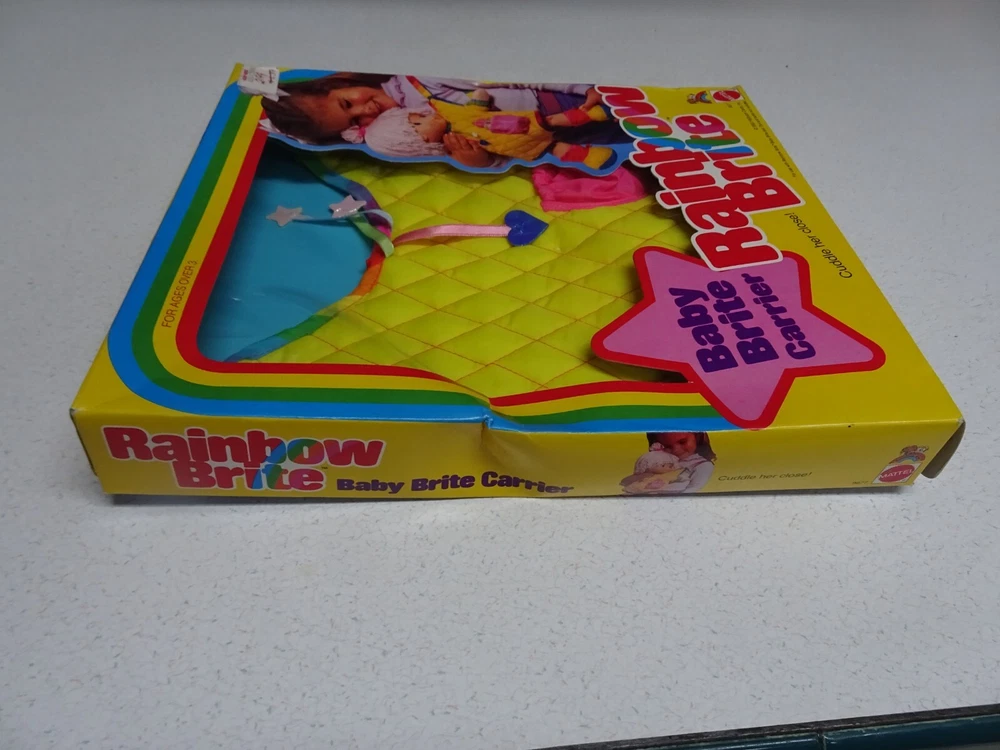 Rainbow
Brite
Cuddle her close!
Baby
Brite
Carrier
FOR AGES OVER 3
Rainbow
Brite™
Baby Brite Carrier
Cuddle her close!
MATTEL